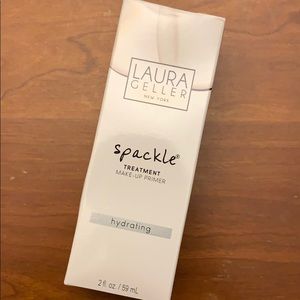 LAURA
GELLER
NEW YORK
spackle®
TREATMENT
MAKE-UP PRIMER
hydrating
2 fl. oz. / 59 mL